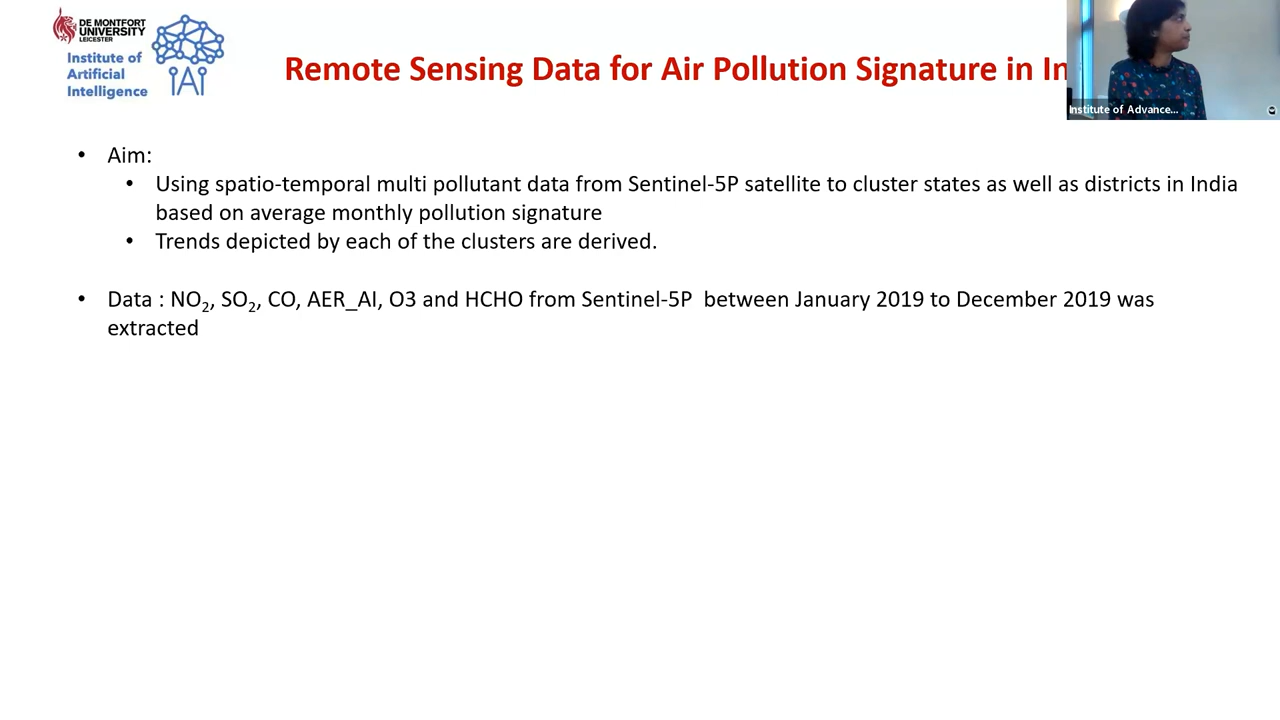 DE MONTFORT
UNIVERSITY
LEICESTER
Institute of
Artificial
Intelligence
Remote Sensing Data for Air Pollution Signature in In
Institute of Advance...
• Aim:
• Using spatio-temporal multi pollutant data from Sentinel-5P satellite to cluster states as well as districts in India
based on average monthly pollution signature
• Trends depicted by each of the clusters are derived.
• Data : NO₂, SO₂, CO, AER_AI, O3 and HCHO from Sentinel-5P between January 2019 to December 2019 was
extracted